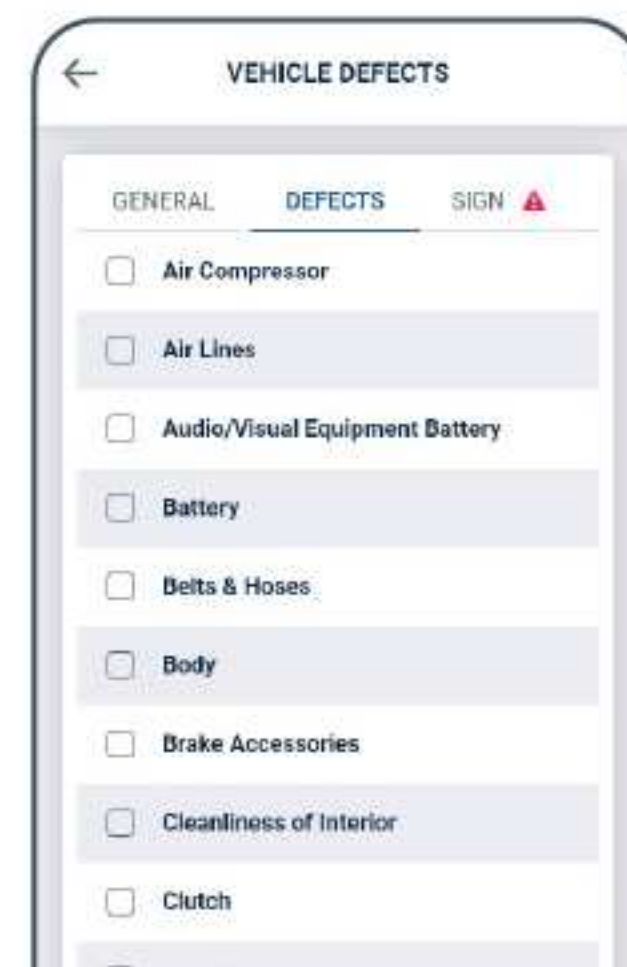 VEHICLE DEFECTS
GENERAL DEFECTS SIGN
Air Compressor
Air Lines
Audio/Visual Equipment Battery
Battery
Belts & Hoses
Body
Brake Accessories
Cleanliness of Interior
Clutch